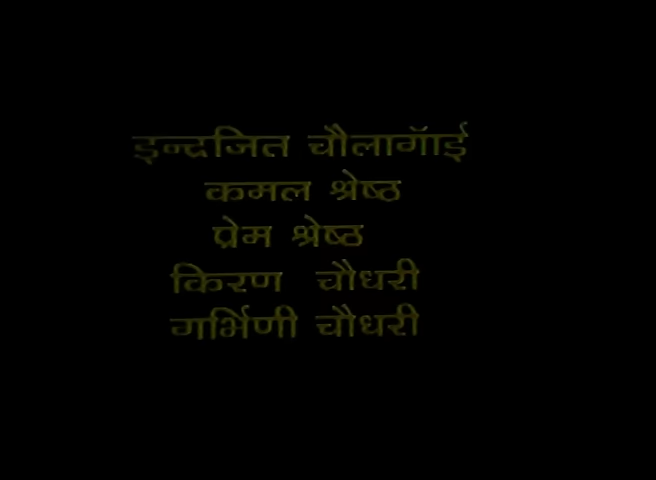 इन्द्रजित चौलागॅाई
कमल श्रेष्ठ
प्रेम श्रेष्ठ
किरण चौधरी
गर्भिणी चौधरी